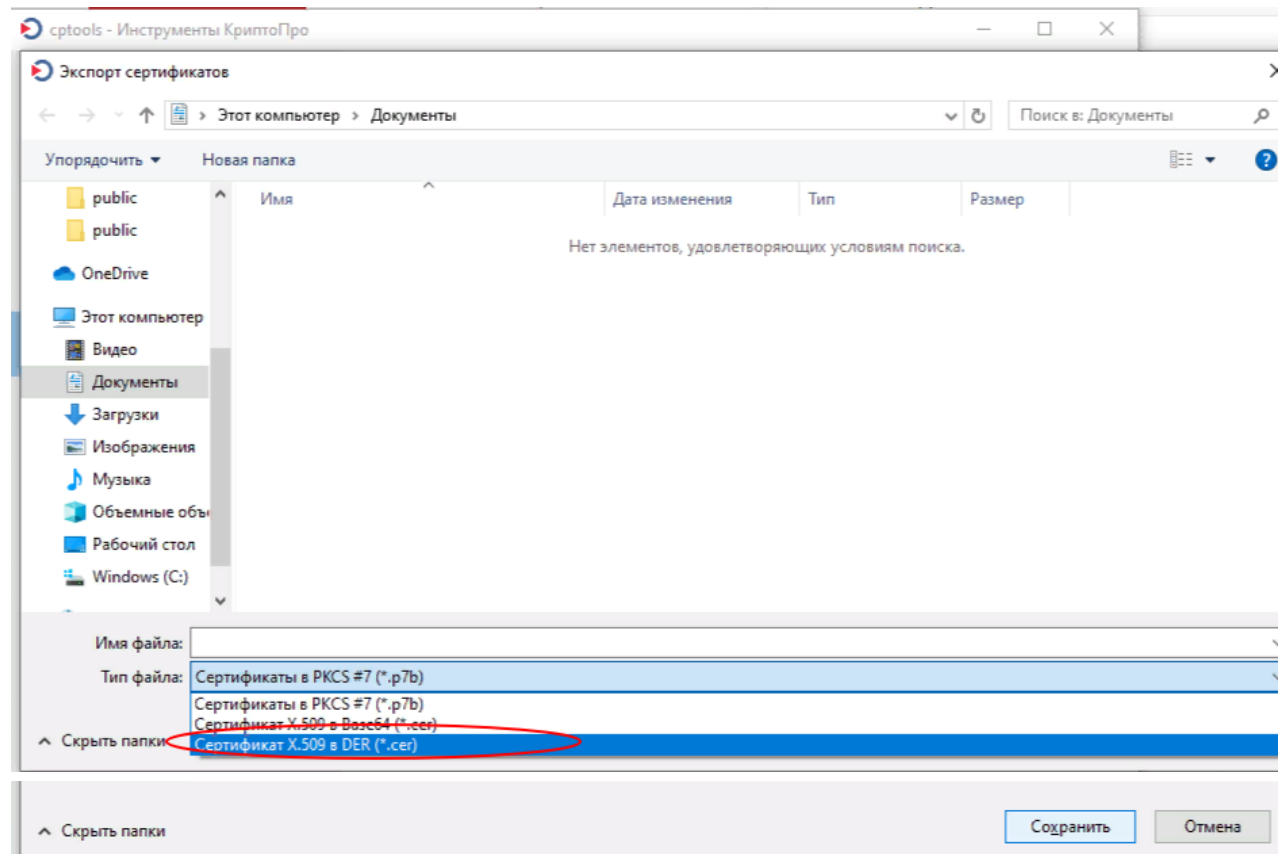 cptools - Инструменты КриптоПро
Экспорт сертификатов
Этот компьютер > Документы
Поиск в: Документы
Упорядочить
Новая папка
Имя
Дата изменения
Тип
Размер
Нет элементов, удовлетворяющих условиям поиска.
public
public
OneDrive
Этот компьютер
Видео
Документы
Загрузки
Изображения
Музыка
Объемные объ
Рабочий стол
Windows (C:)
Имя файла:
Тип файла: Сертификаты в PKCS #7 (*.p7b)
Сертификаты в PKCS #7 (*.p7b)
Сертификат X.509 в Base64 (*.cer)
Скрыть папки
Сертификат X.509 в DER (*.cer)
Скрыть папки
Сохранить
Отмена